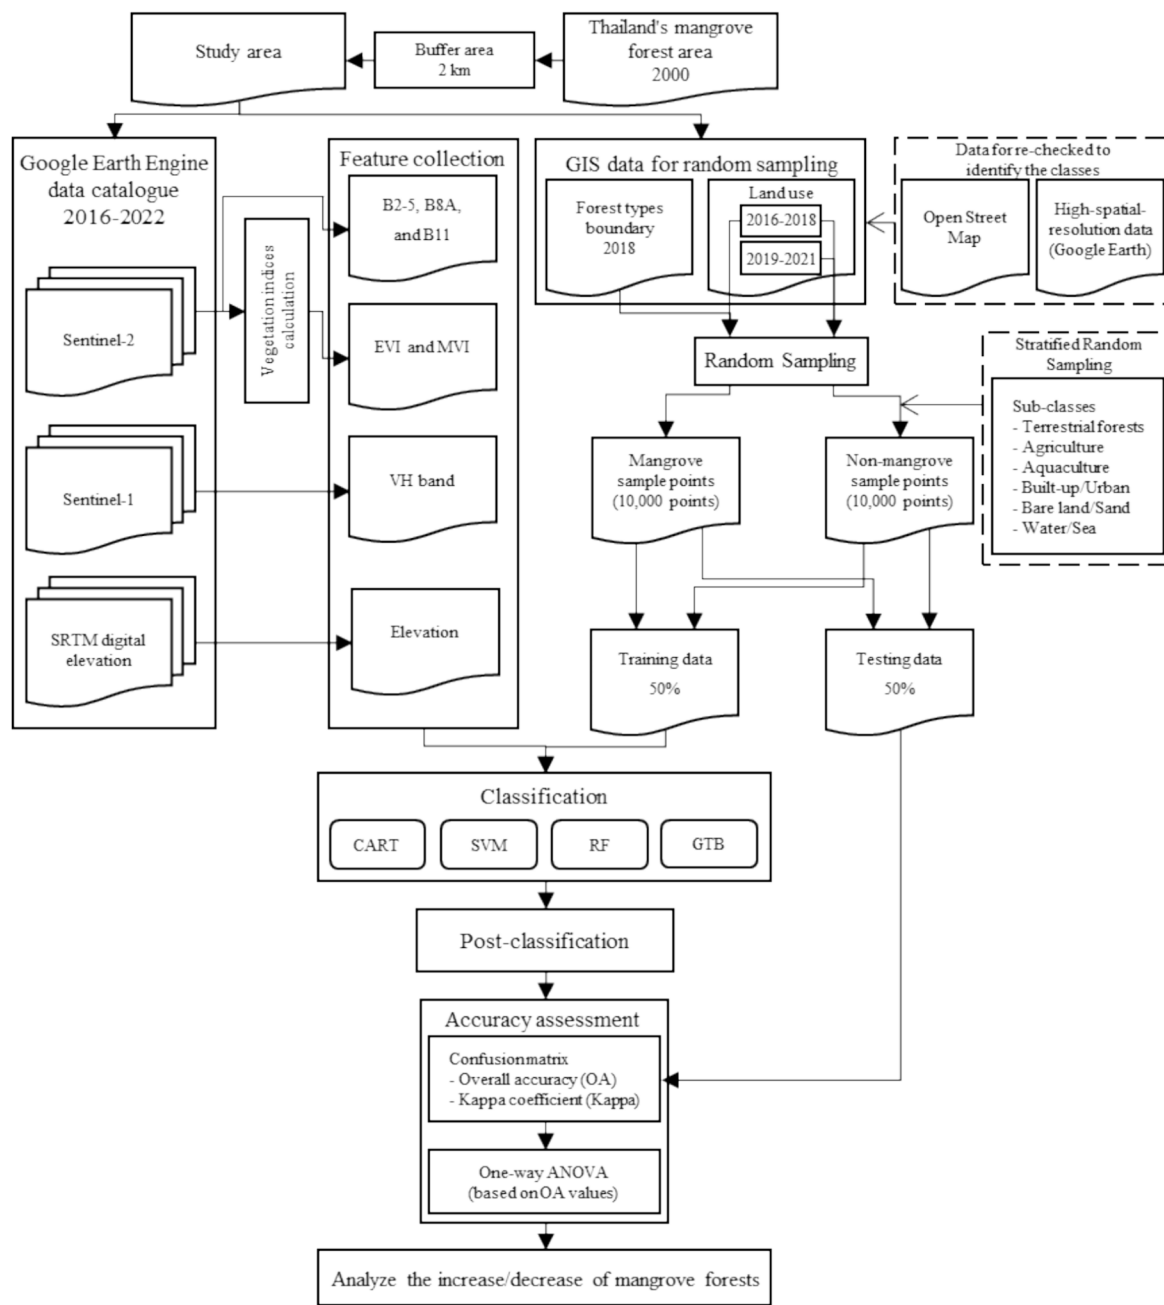 Study area
Buffer area
2 km
Thailand's mangrove
forest area
2000
Google Earth Engine
data catalogue
2016-2022
Sentinel-2
Sentinel-1
SRTM digital
elevation
Vegetation indices
calculation
Feature collection
B2-5, B8A,
and B11
EVI and MVI
VH band
Elevation
GIS data for random sampling
Forest types
boundary
2018
Land use
2016-2018
2019-2021
Data for re-checked to
identify the classes
Open Street
Map
High-spatial-
resolution data
(Google Earth)
Random Sampling
Stratified Random
Sampling
Sub-classes
- Terrestrial forests
- Agriculture
- Aquaculture
- Built-up/Urban
- Bare land/Sand
- Water/Sea
Mangrove
sample points
(10,000 points)
Non-mangrove
sample points
(10,000 points)
Training data
50%
Testing data
50%
Classification
CART
SVM
RF
GTB
Post-classification
Accuracy assessment
Confusion matrix
- Overall accuracy (OA)
- Kappa coefficient (Kappa)
One-way ANOVA
(based on OA values)
Analyze the increase/decrease of mangrove forests